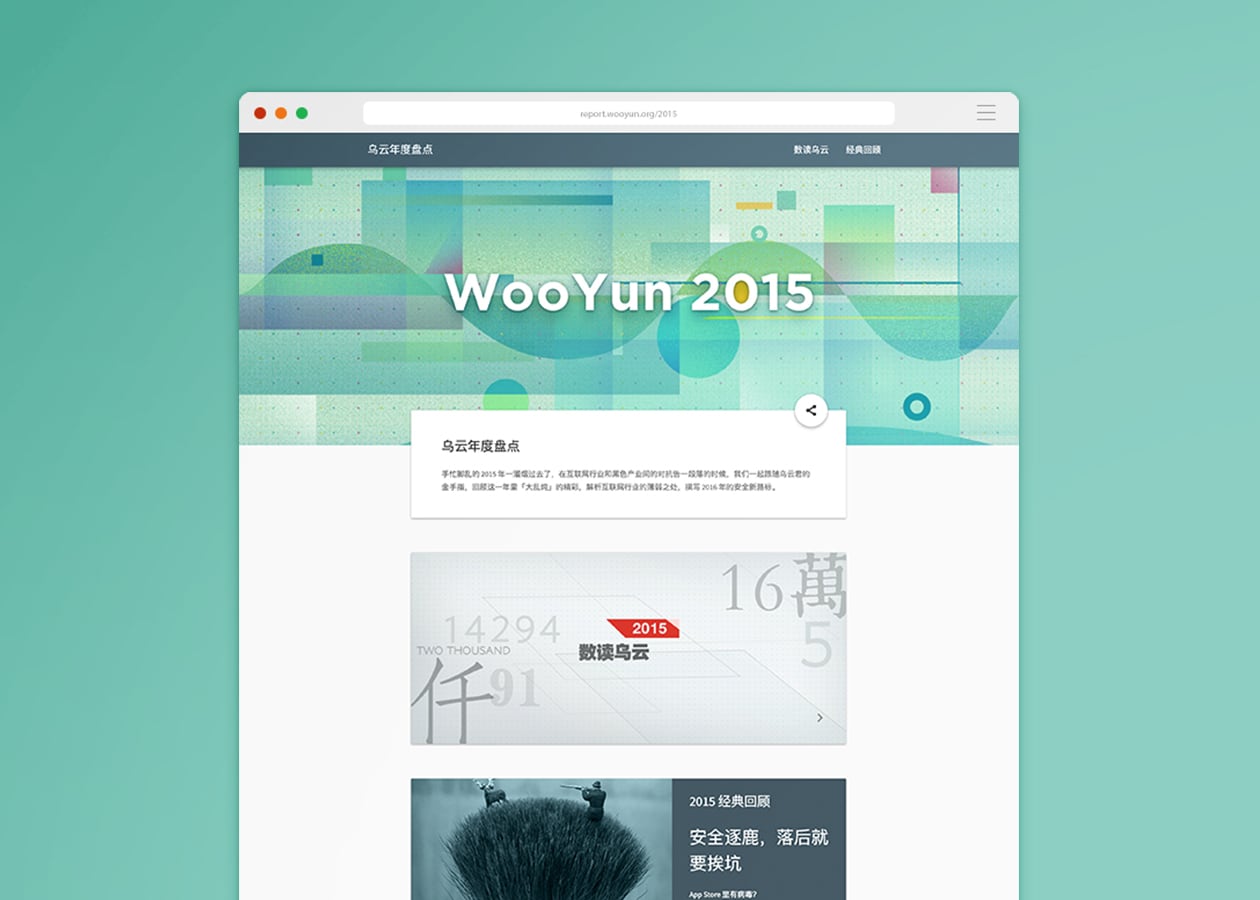 report.wooyun.org/2015
乌云年度盘点
数读乌云 经典回顾
WooYun 2015
乌云年度盘点
手忙脚乱的 2015 年一溜烟过去了，在互联网行业和黑色产业间的对抗告一段落的时候，我们一起跟随乌云君的
金手指，回顾这一年里「大乱炖」的精彩，解析互联网行业的薄弱之处，撰写 2016 年的安全新路标。
16萬
14294
5
TWO THOUSAND
仟91
2015
数读乌云
2015 经典回顾
安全逐鹿，落后就
要挨坑
App Store 里有病毒？